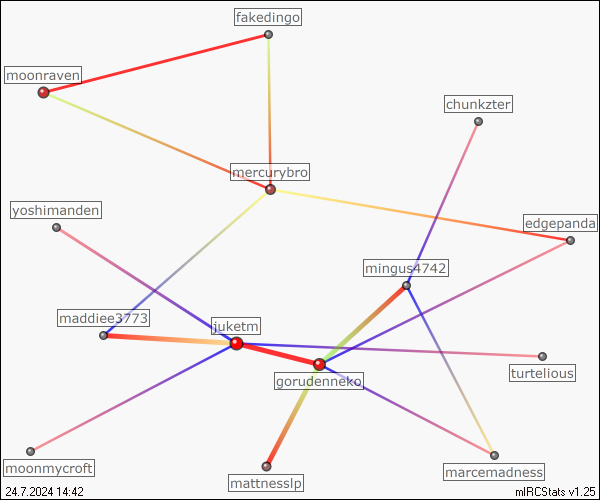 fakedingo
moonraven
chunkzter
mercurybro
yoshimanden
edgepanda
mingus4742
maddiee3773
juketm
gorudenneko
turtelious
moonmycroft
marcemadness
mattnesslp
24.7.2024 14:42
mIRCStats v1.25